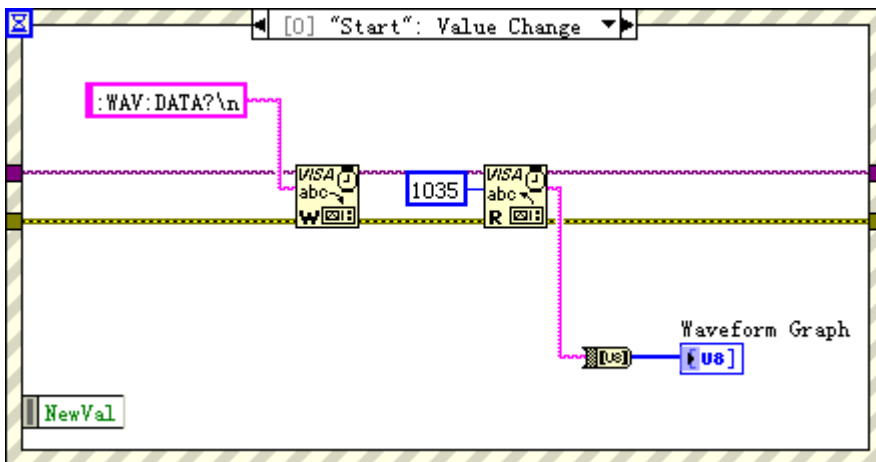 [0] "Start": Value Change
:WAV:DATA?\n
VISA
abc
W
1035
VISA
abc
R
Waveform Graph
[U8]
[U8]
NewVal